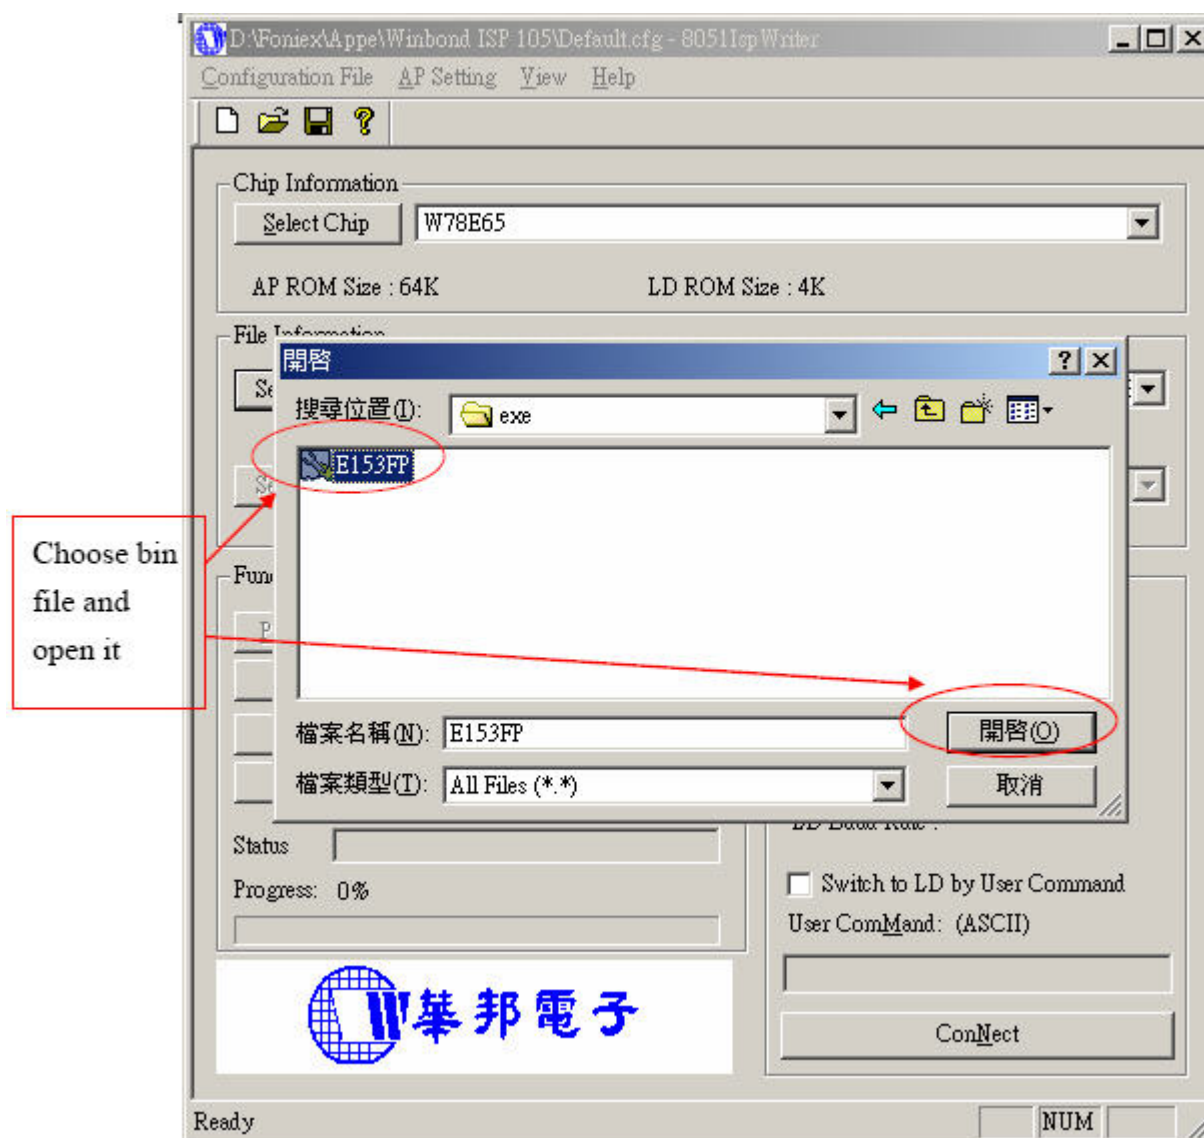 D:\Foniex\Appe\Winbond ISP 105\Default.cfg - 8051IspWriter
Configuration File AP Setting View Help
Chip Information
Select Chip W78E65
AP ROM Size : 64K LD ROM Size : 4K
File Information
開啓
搜尋位置(I): exe
E153FP
Choose bin
file and
open it
檔案名稱(N): E153FP 開啓(O)
檔案類型(T): All Files (*.*) 取消
Status
Progress: 0%
Switch to LD by User Command
User ComMand: (ASCII)
華邦電子
ConNect
Ready NUM